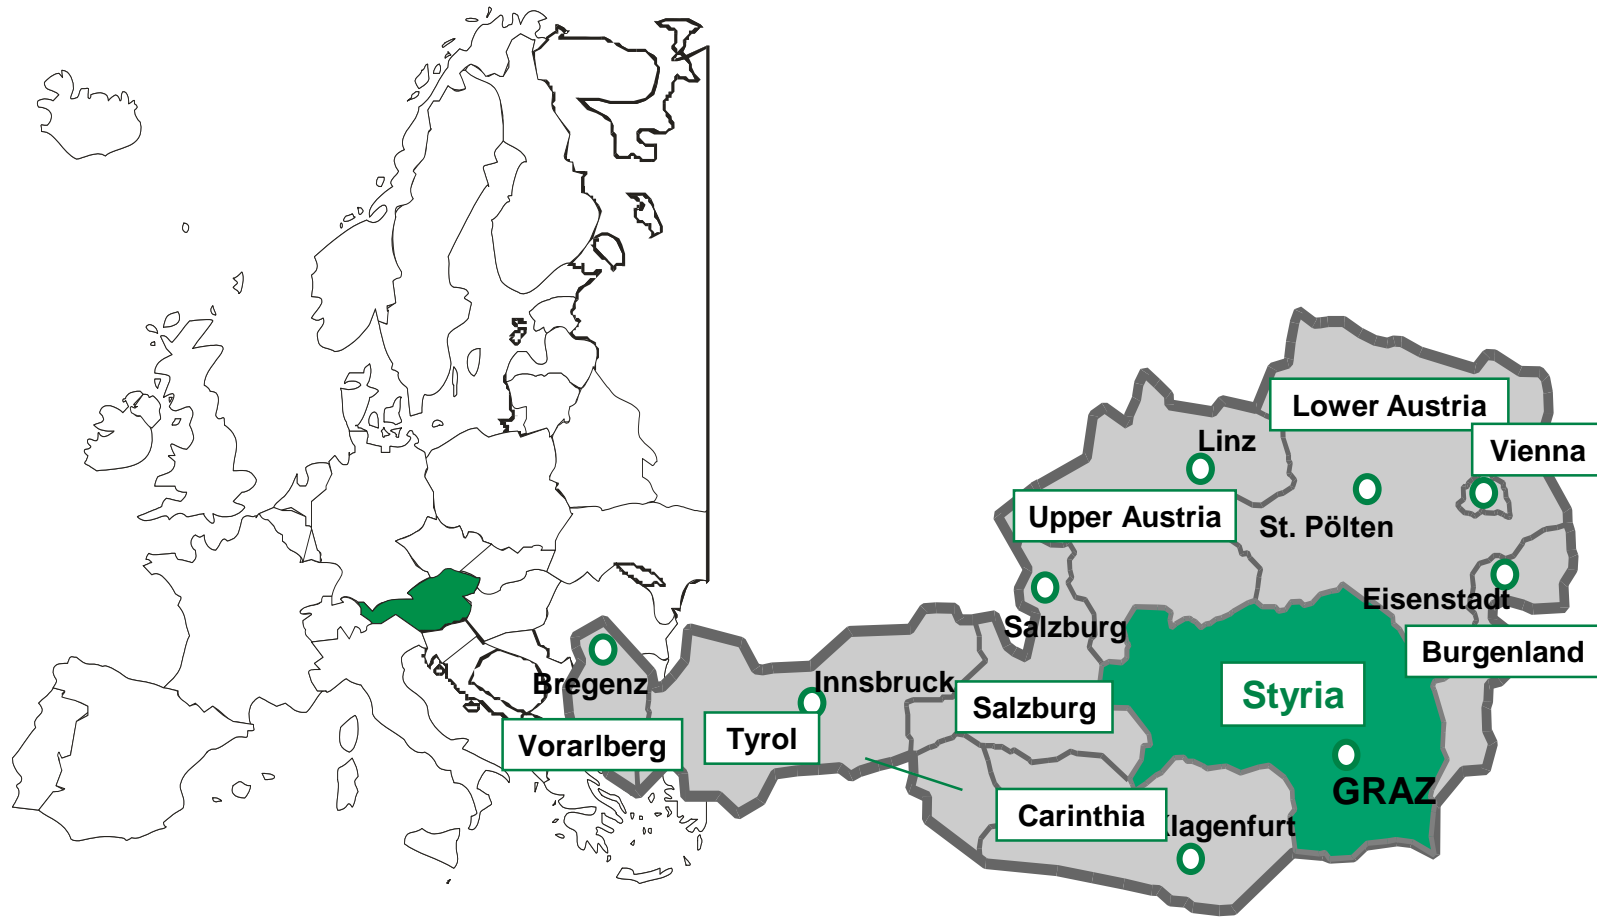 Lower Austria
Linz
Vienna
Upper Austria
St. Pölten
Eisenstadt
Salzburg
Burgenland
Bregenz
Innsbruck
Styria
Salzburg
Vorarlberg
Tyrol
GRAZ
Carinthia
lagenfurt